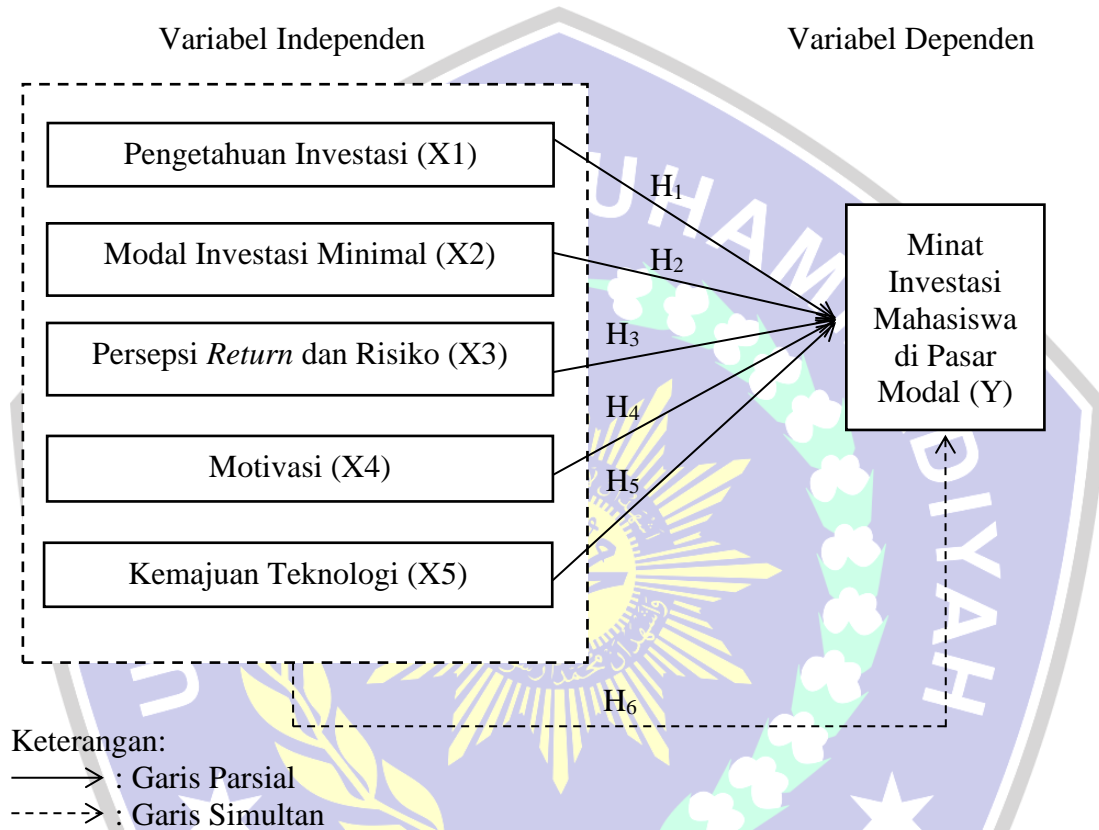 Variabel Independen
Variabel Dependen
Pengetahuan Investasi (X1)
Modal Investasi Minimal (X2)
Persepsi Return dan Risiko (X3)
Motivasi (X4)
Kemajuan Teknologi (X5)
H₁
H₂
H₃
H₄
H₅
Minat
Investasi
Mahasiswa
di Pasar
Modal (Y)
H₆
Keterangan:
: Garis Parsial
: Garis Simultan
UHAM
DIYAH
U